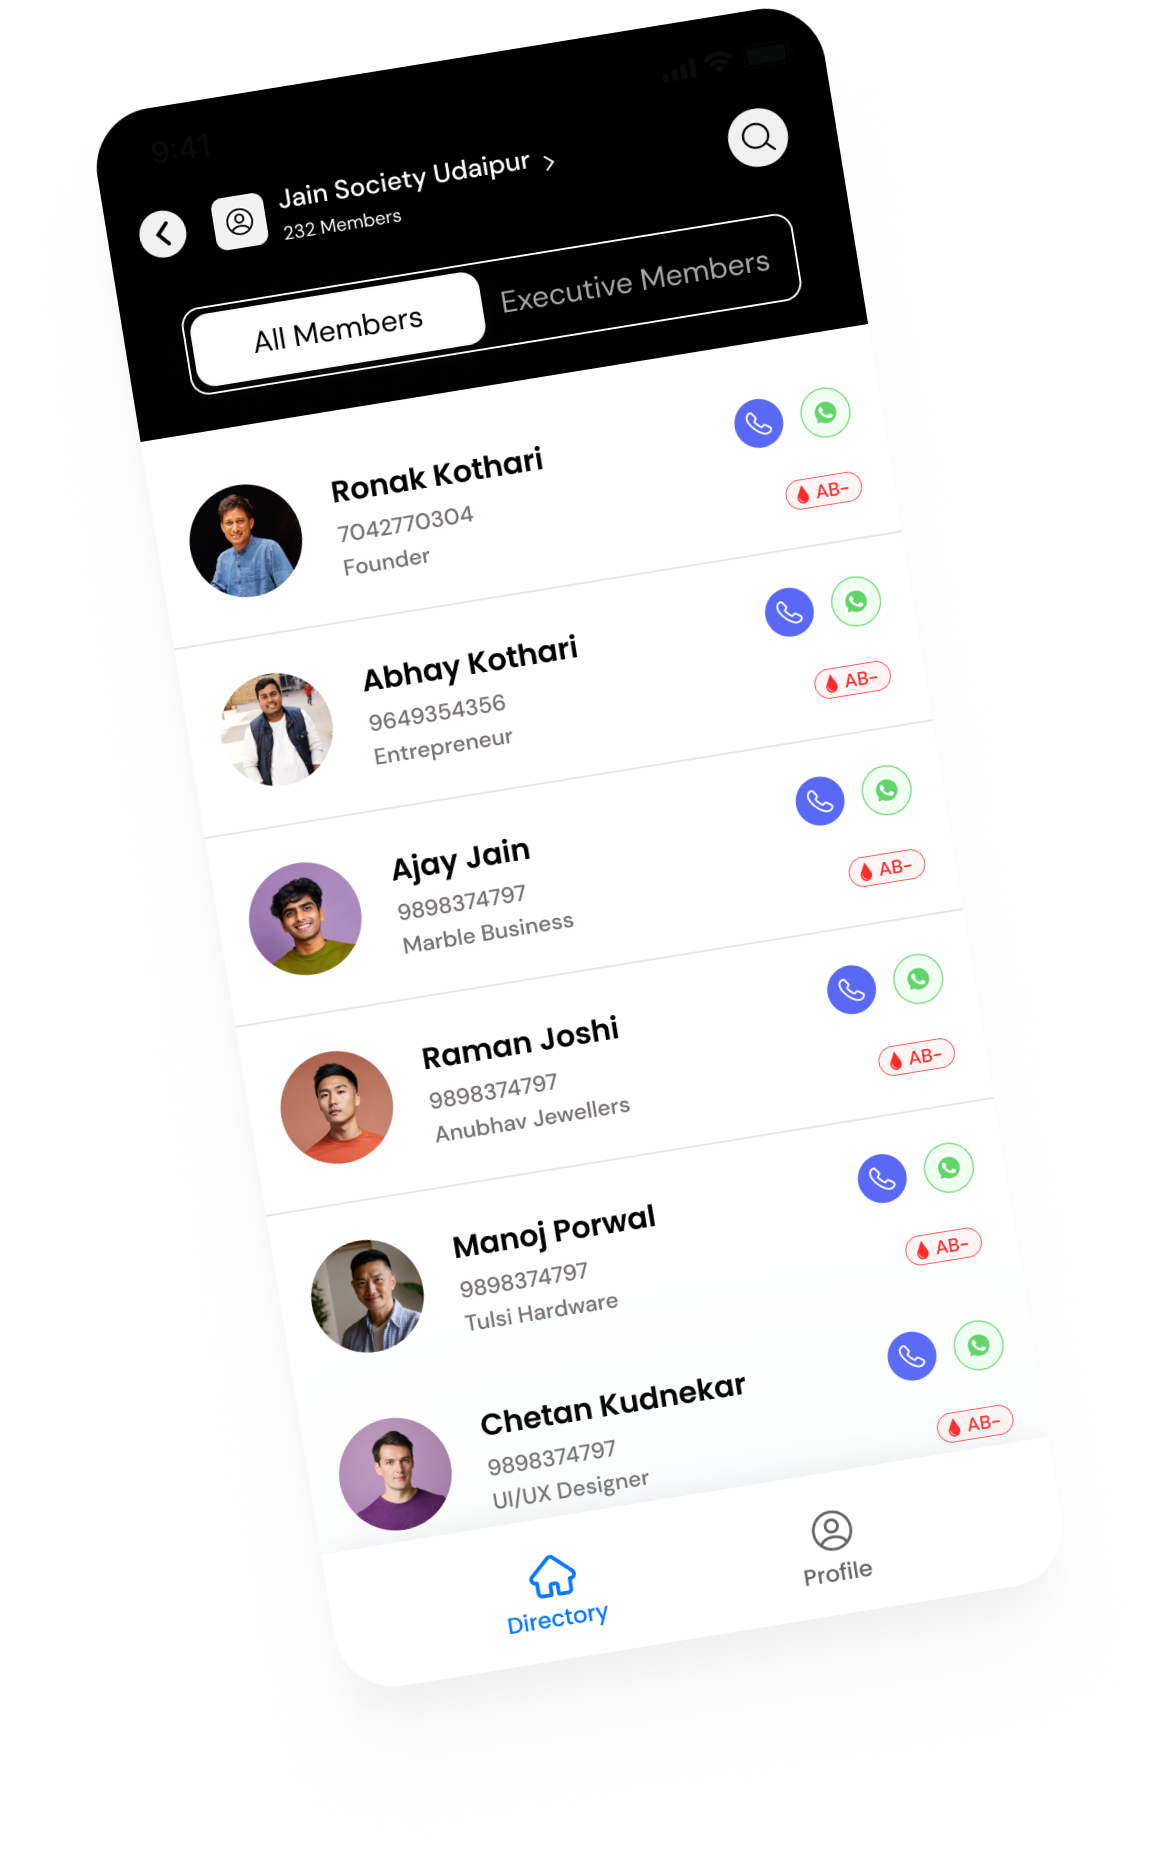 9:41
Jain Society Udaipur
232 Members
All Members
Executive Members
Ronak Kothari
7042770304
Founder
AB-
Abhay Kothari
9649354356
Entrepreneur
AB-
Ajay Jain
9898374797
Marble Business
AB-
Raman Joshi
9898374797
Anubhav Jewellers
AB-
Manoj Porwal
9898374797
Tulsi Hardware
AB-
Chetan Kudnekar
9898374797
UI/UX Designer
AB-
Directory
Profile